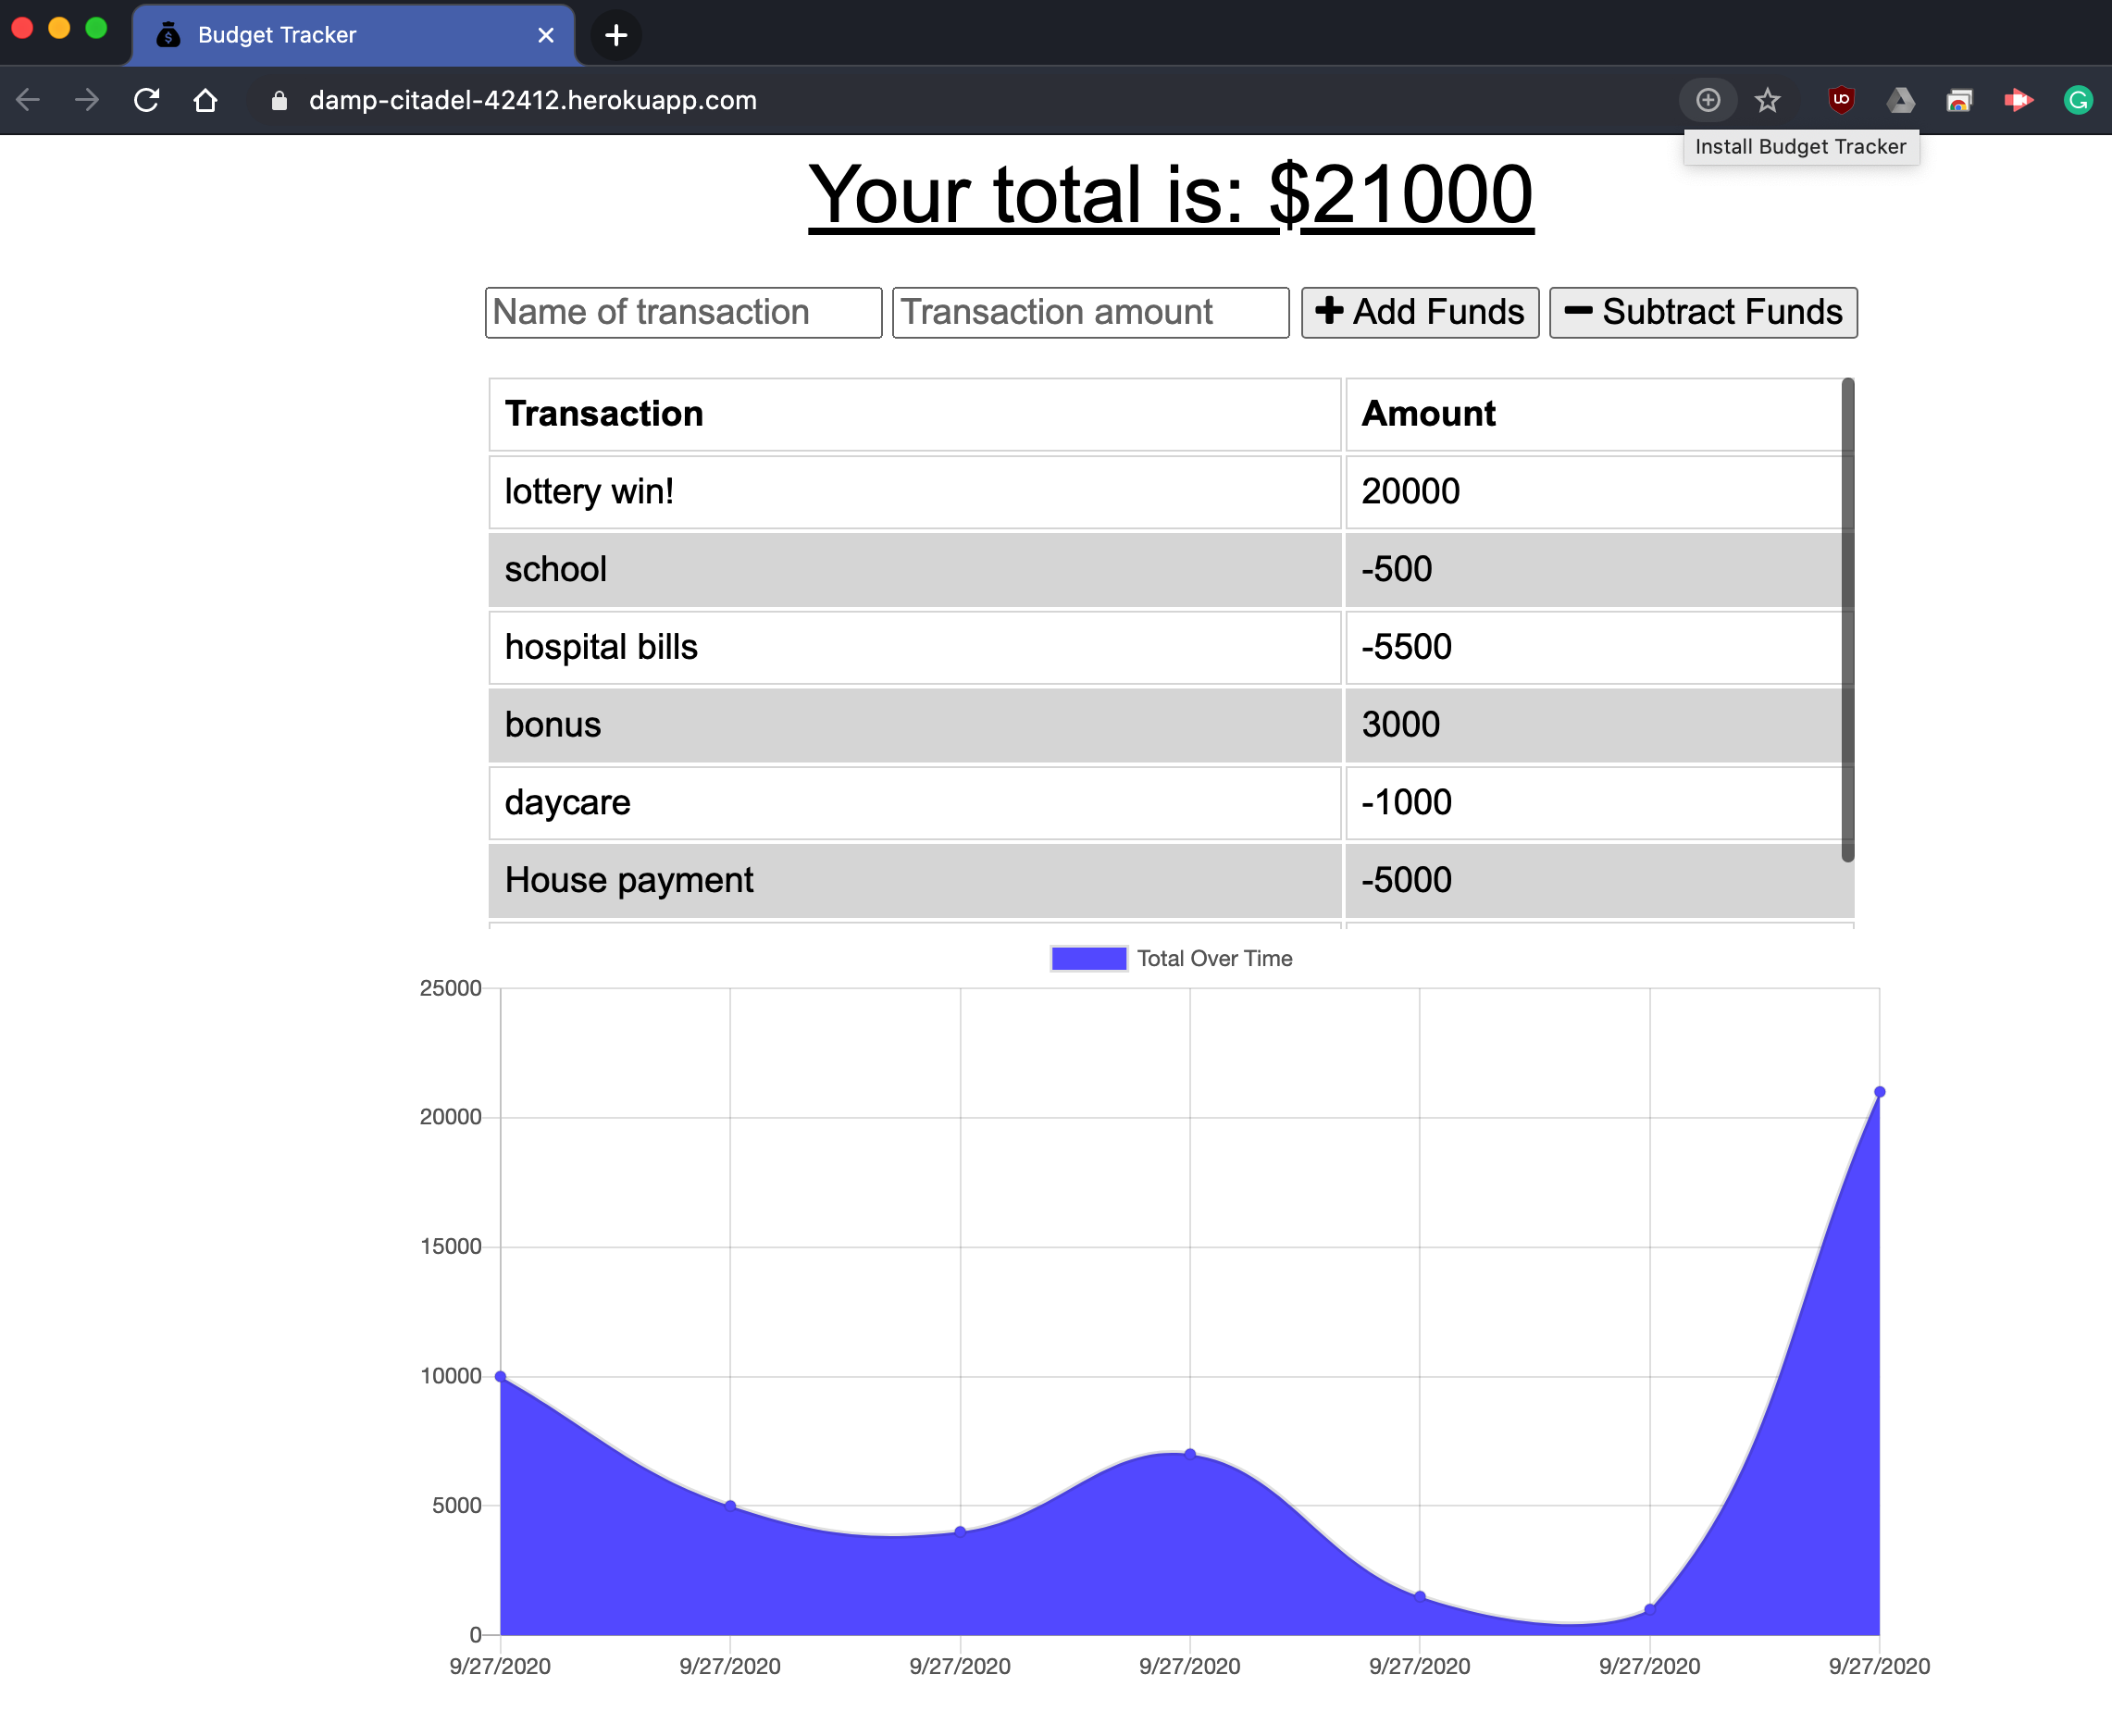 Budget Tracker
damp-citadel-42412.herokuapp.com
Install Budget Tracker
Your total is: $21000
Name of transaction Transaction amount Add Funds Subtract Funds
Transaction Amount
lottery win! 20000
school -500
hospital bills -5500
bonus 3000
daycare -1000
House payment -5000
Total Over Time
25000
20000
15000
10000
5000
0
9/27/2020 9/27/2020 9/27/2020 9/27/2020 9/27/2020 9/27/2020 9/27/2020